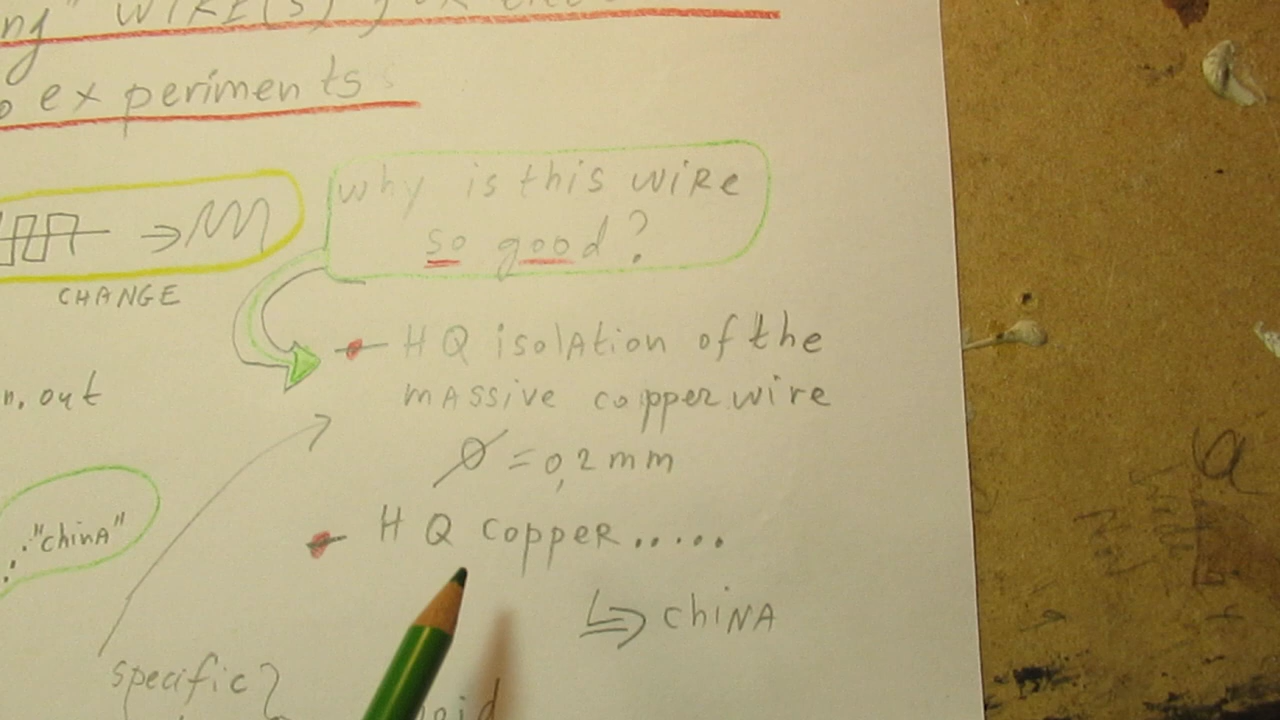 experiments
why is this wire
so good?
CHANGE
HQ isolation of the
massive copper wire
Ø = 0,2 mm
n. out
"china"
HQ copper.....
china
specific